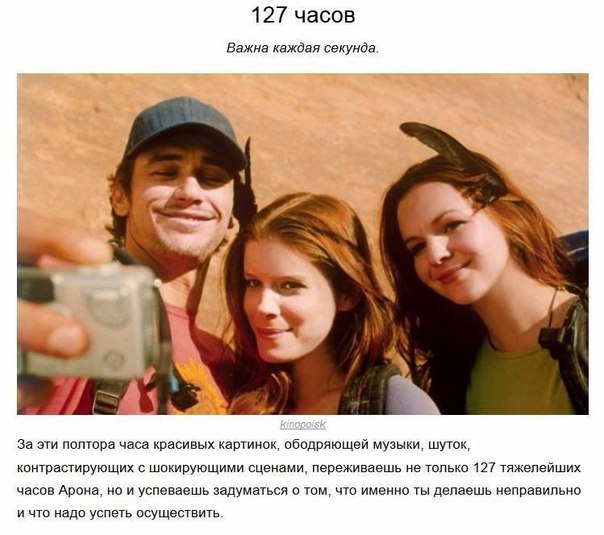 127 часов
Важна каждая секунда.
kinopoisk
За эти полтора часа красивых картинок, ободряющей музыки, шуток,
контрастирующих с шокирующими сценами, переживаешь не только 127 тяжелейших
часов Арона, но и успеваешь задуматься о том, что именно ты делаешь неправильно
и что надо успеть осуществить.